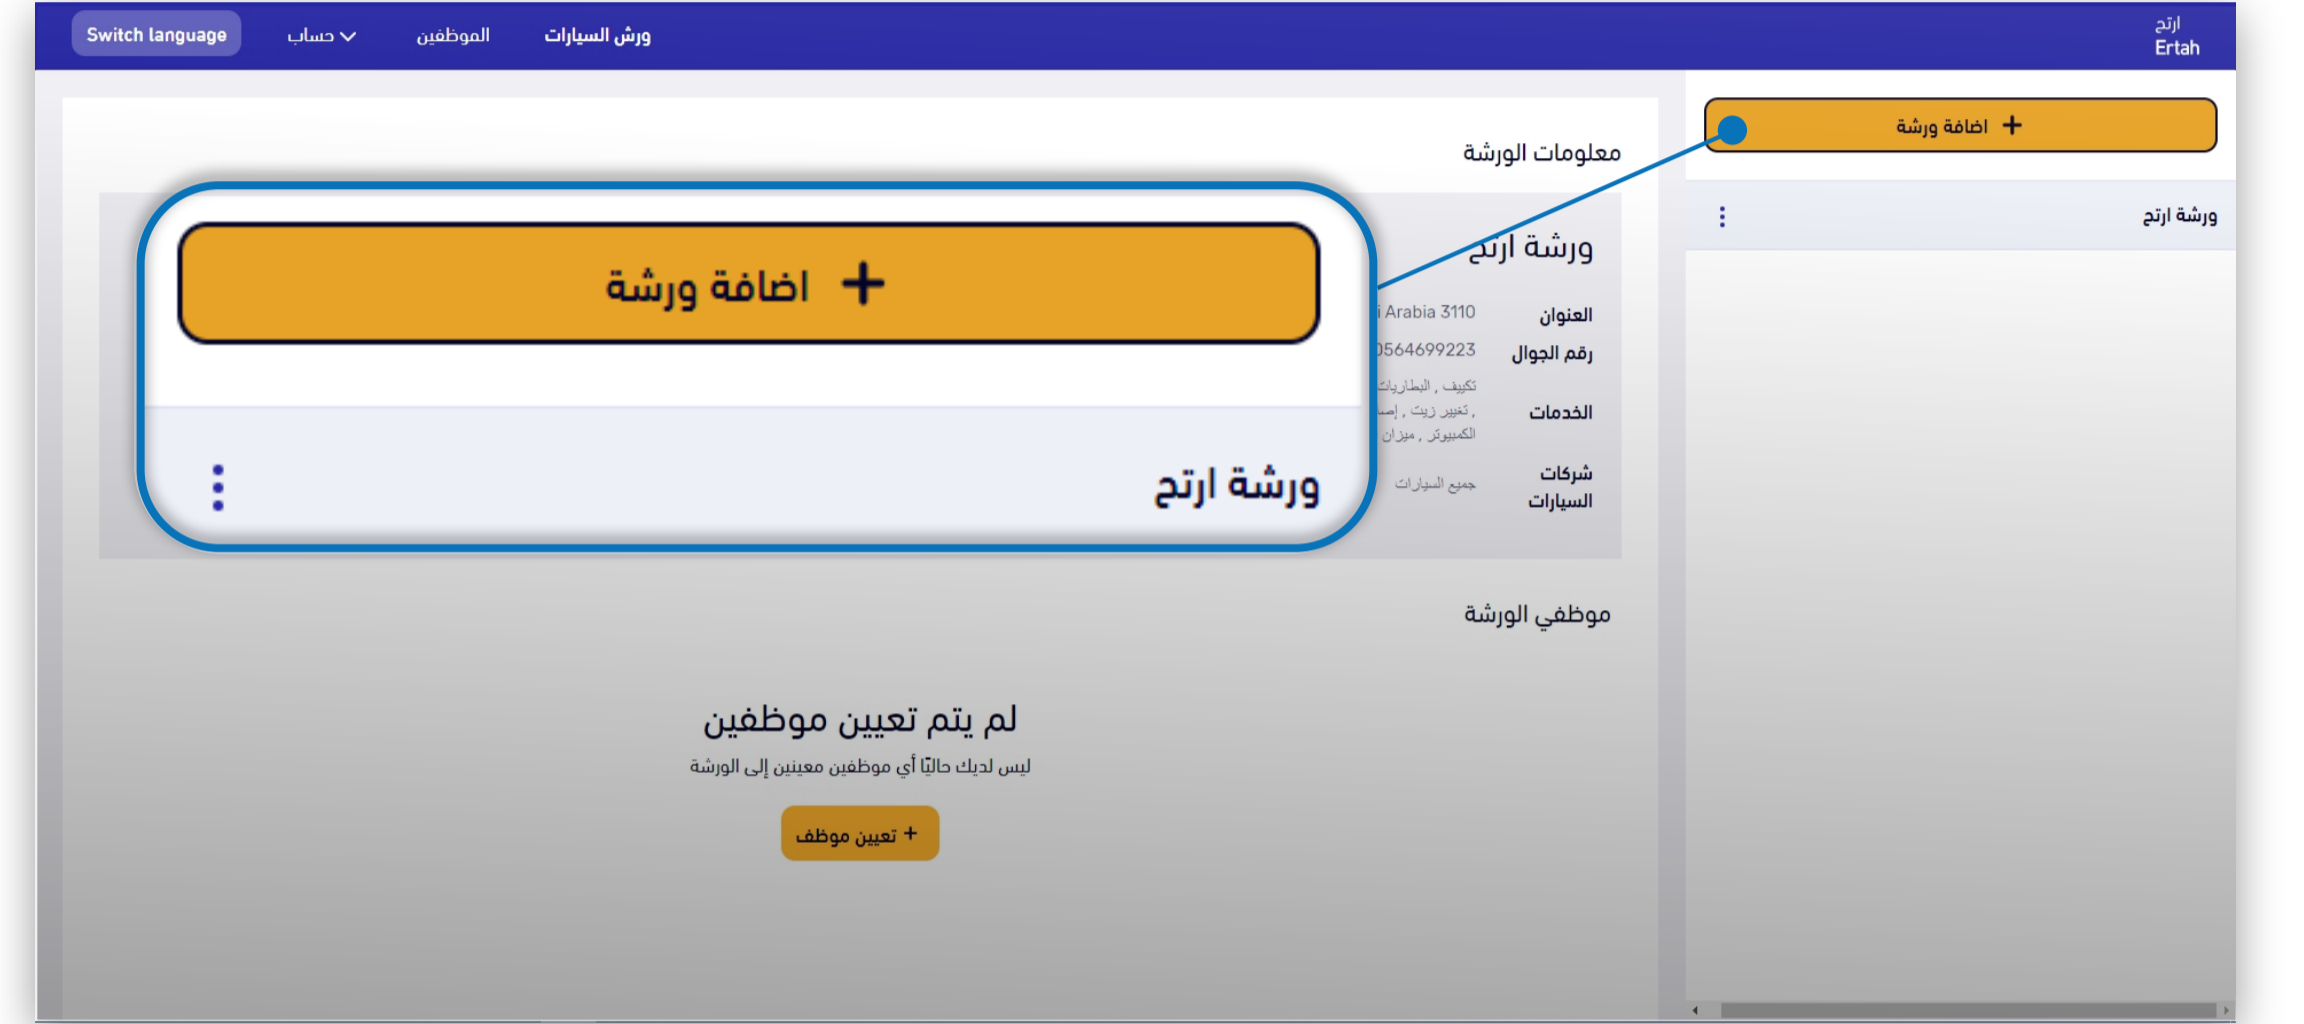 ارتح
Ertah
ورش السيارات
الموظفين
حساب
Switch language
+ اضافة ورشة
ورشة ارتح
معلومات الورشة
ورشة ارتح
العنوان
3110 Arabia
رقم الجوال
0564699223
الخدمات
تكييف , البطاريات
, تغيير زيت ,
الكمبيوتر , ميزان
شركات
السيارات
جميع السيارات
+ اضافة ورشة
ورشة ارتح
موظفي الورشة
لم يتم تعيين موظفين
ليس لديك حاليًا أي موظفين معينين إلى الورشة
+ تعيين موظف